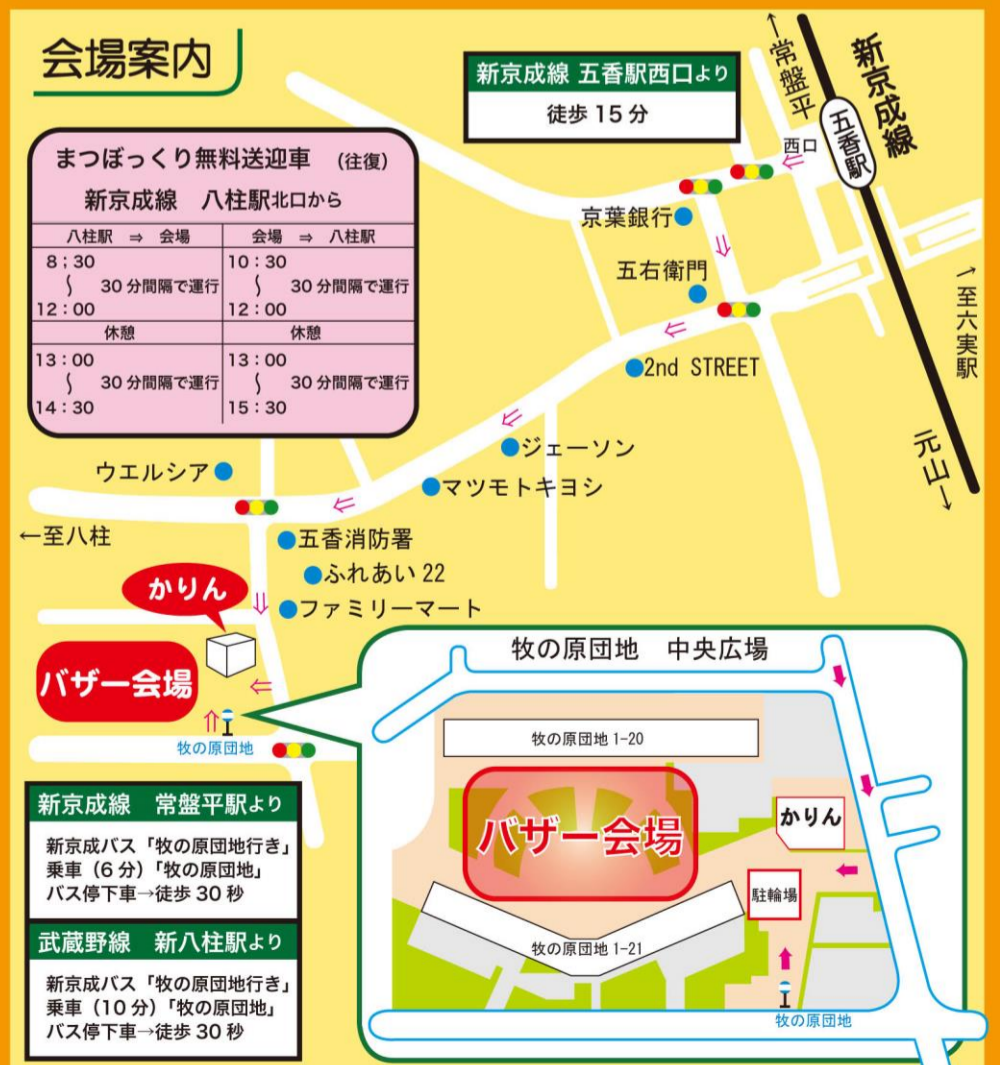 会場案内
新京成線 五香駅西口より
徒歩 15 分
←常盤平
新京成線
五香駅
西口
まつぼっくり無料送迎車 (往復)
新京成線 八柱駅北口から
八柱駅 ⇒ 会場
8；30
〜 30 分間隔で運行
12：00
休憩
13：00
〜 30 分間隔で運行
14：30
会場 ⇒ 八柱駅
10：30
〜 30 分間隔で運行
12：00
休憩
13：00
〜 30 分間隔で運行
15：30
京葉銀行
五右衛門
←至六実駅
2nd STREET
元山→
ジェーソン
マツモトキヨシ
ウエルシア
←至八柱
五香消防署
ふれあい 22
ファミリーマート
かりん
バザー会場
牧の原団地
牧の原団地 中央広場
牧の原団地 1-20
バザー会場
かりん
駐輪場
牧の原団地 1-21
牧の原団地
新京成線 常盤平駅より
新京成バス「牧の原団地行き」
乗車（6 分）「牧の原団地」
バス停下車→徒歩 30 秒
武蔵野線 新八柱駅より
新京成バス「牧の原団地行き」
乗車（10 分）「牧の原団地」
バス停下車→徒歩 30 秒